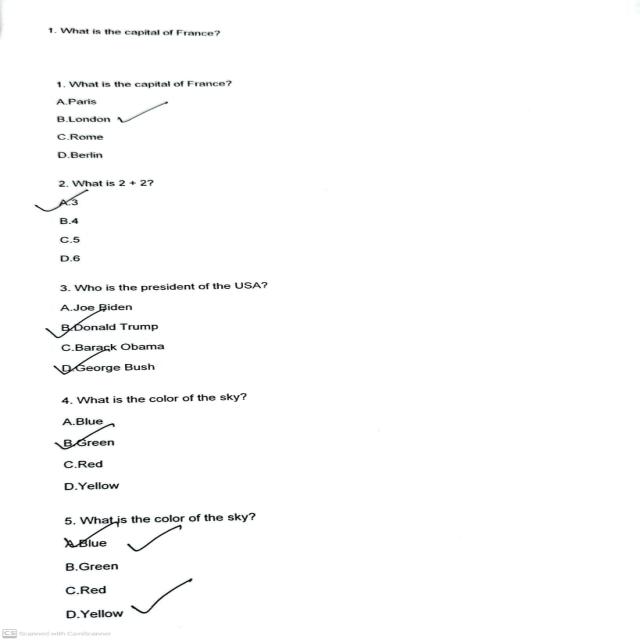 1. What is the capital of France?
1. What is the capital of France?
A.Paris
B.London
C.Rome
D.Berlin
2. What is 2 + 2?
A.3
B.4
C.5
D.6
3. Who is the president of the USA?
A.Joe Biden
B.Donald Trump
C.Barack Obama
D.George Bush
4. What is the color of the sky?
A.Blue
B.Green
C.Red
D.Yellow
5. What is the color of the sky?
A.Blue
B.Green
C.Red
D.Yellow
CS Scanned with CamScanner